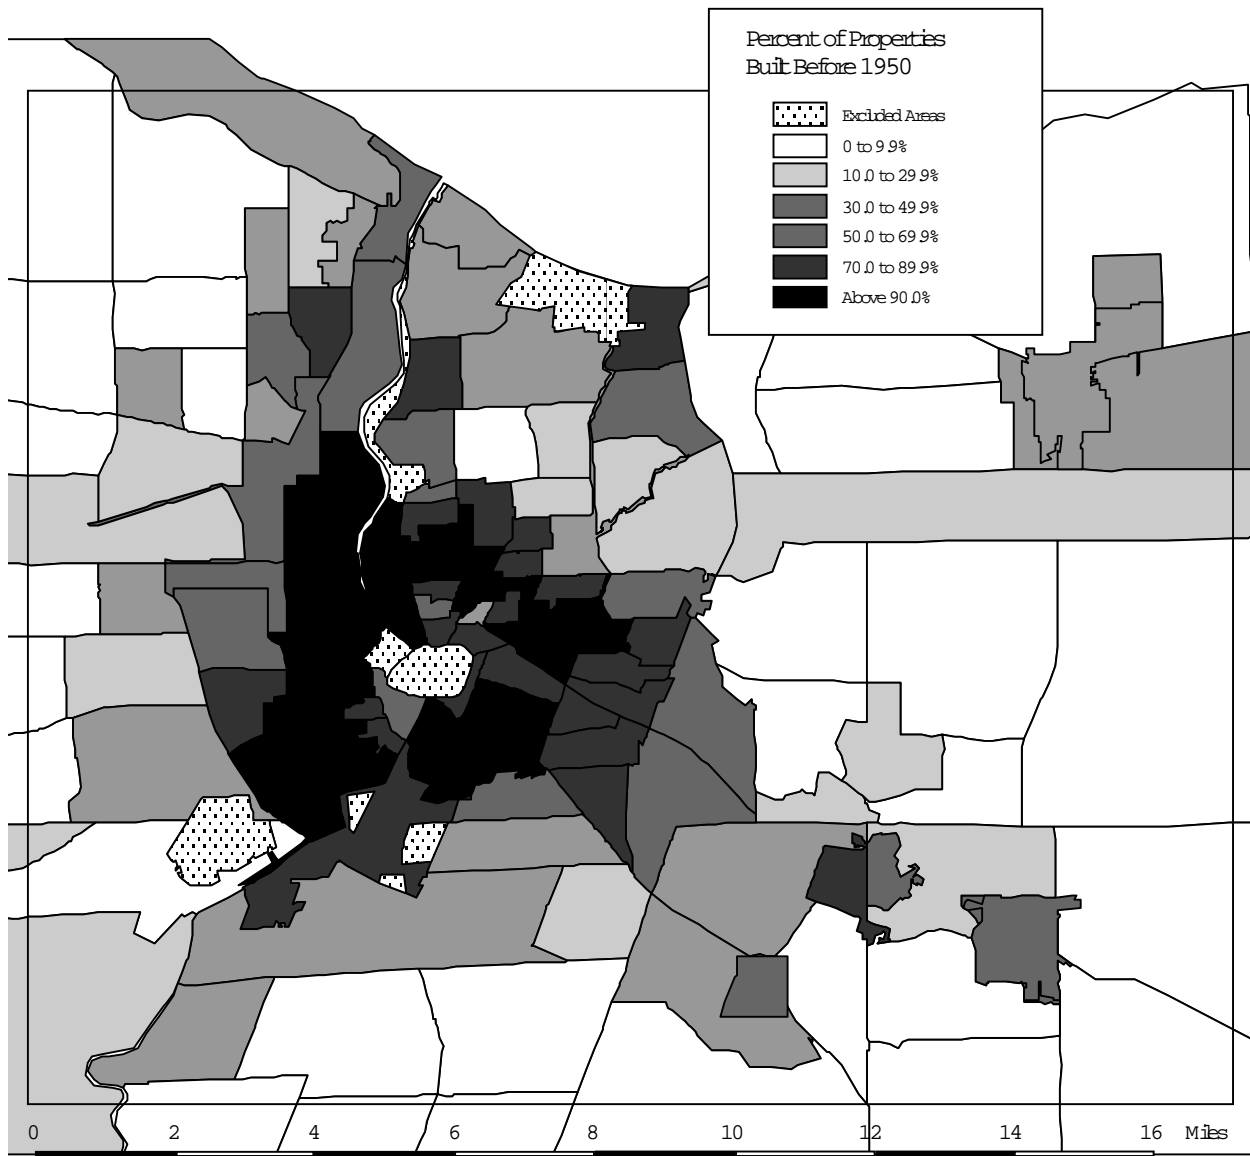 Percent of Properties
Built Before 1950
Excluded Areas
0 to 9.9%
10.0 to 29.9%
30.0 to 49.9%
50.0 to 69.9%
70.0 to 89.9%
Above 90.0%
0 2 4 6 8 10 12 14 16 Miles